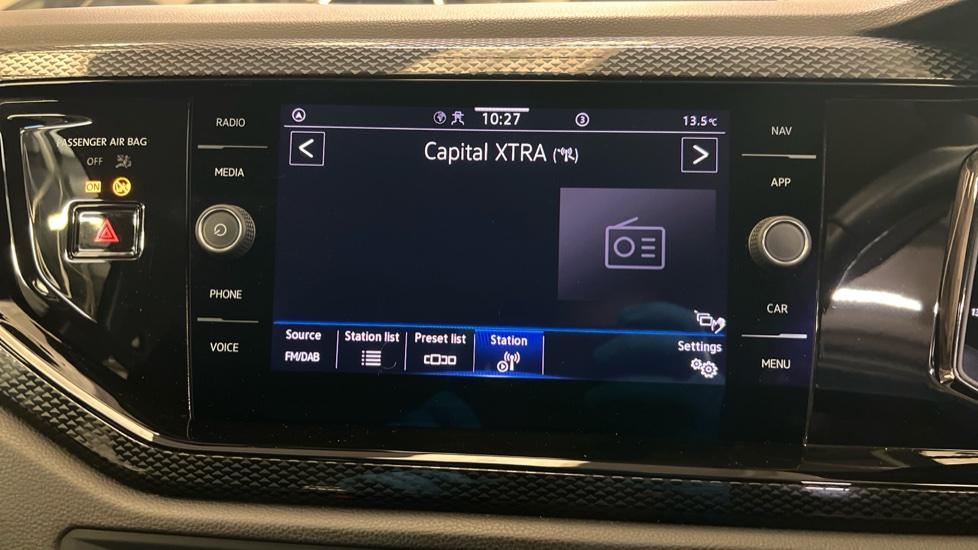 PASSENGER AIR BAG
OFF
ON
RADIO
MEDIA
PHONE
VOICE
10:27
3
13.5°C
< Capital XTRA >
Source
FM/DAB
Station list
Preset list
Station
Settings
NAV
APP
CAR
MENU